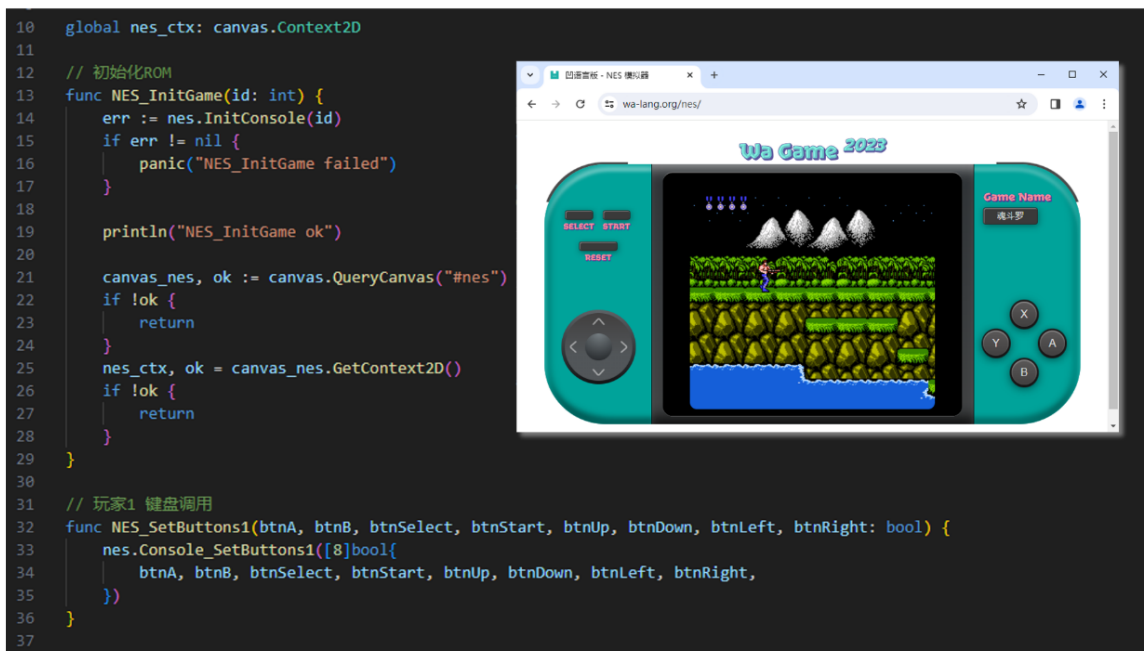 10 global nes_ctx: canvas.Context2D
11
12 // 初始化ROM
13 func NES_InitGame(id: int) {
14 err := nes.InitConsole(id)
15 if err != nil {
16 panic("NES_InitGame failed")
17 }
18
19 println("NES_InitGame ok")
20
21 canvas_nes, ok := canvas.QueryCanvas("#nes")
22 if !ok {
23 return
24 }
25 nes_ctx, ok = canvas_nes.GetContext2D()
26 if !ok {
27 return
28 }
29 }
30
31 // 玩家1 键盘调用
32 func NES_SetButtons1(btnA, btnB, btnSelect, btnStart, btnUp, btnDown, btnLeft, btnRight: bool) {
33 nes.Console_SetButtons1([8]bool{
34 btnA, btnB, btnSelect, btnStart, btnUp, btnDown, btnLeft, btnRight,
35 })
36 }
37
凹语言版 - NES 模拟器
wa-lang.org/nes/
Wa Game 2023
SELECT START
RESET
Game Name
魂斗罗
X
Y A
B